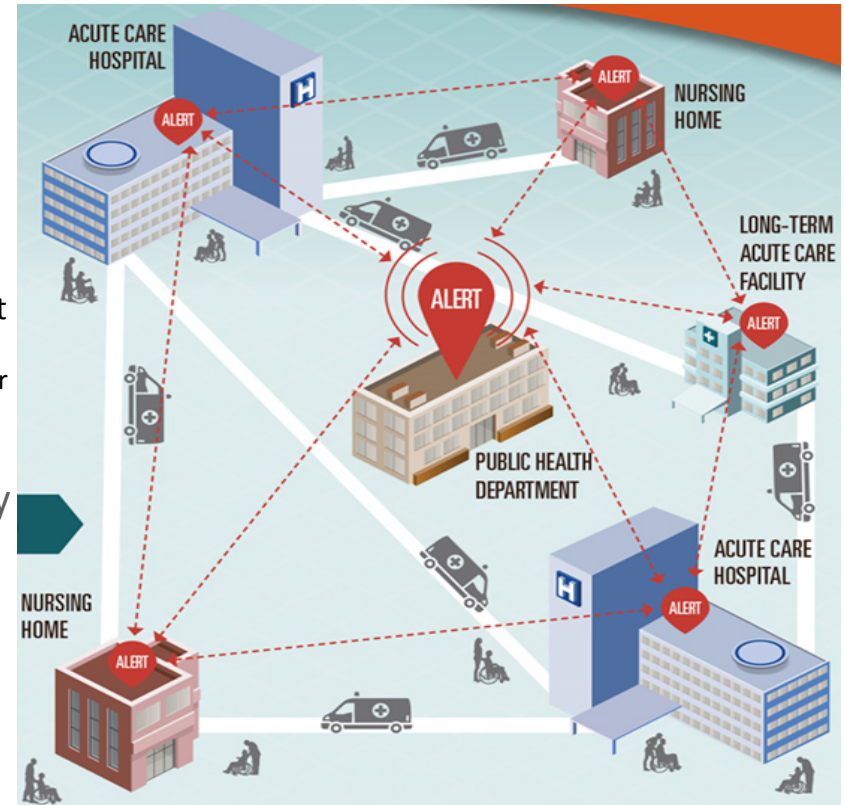 ACUTE CARE
HOSPITAL
H
ALERT
ALERT
NURSING
HOME
LONG-TERM
ACUTE CARE
FACILITY
ALERT
ALERT
t
r
PUBLIC HEALTH
DEPARTMENT
y
ACUTE CARE
HOSPITAL
H
ALERT
NURSING
HOME
ALERT